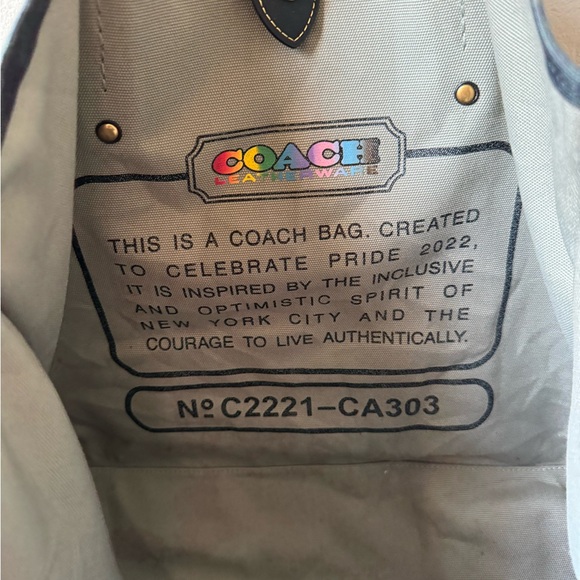 COACH
LEATHERWARE
THIS IS A COACH BAG. CREATED
TO CELEBRATE PRIDE 2022,
IT IS INSPIRED BY THE INCLUSIVE
AND OPTIMISTIC SPIRIT OF
NEW YORK CITY AND THE
COURAGE TO LIVE AUTHENTICALLY.
Nº C2221-CA303